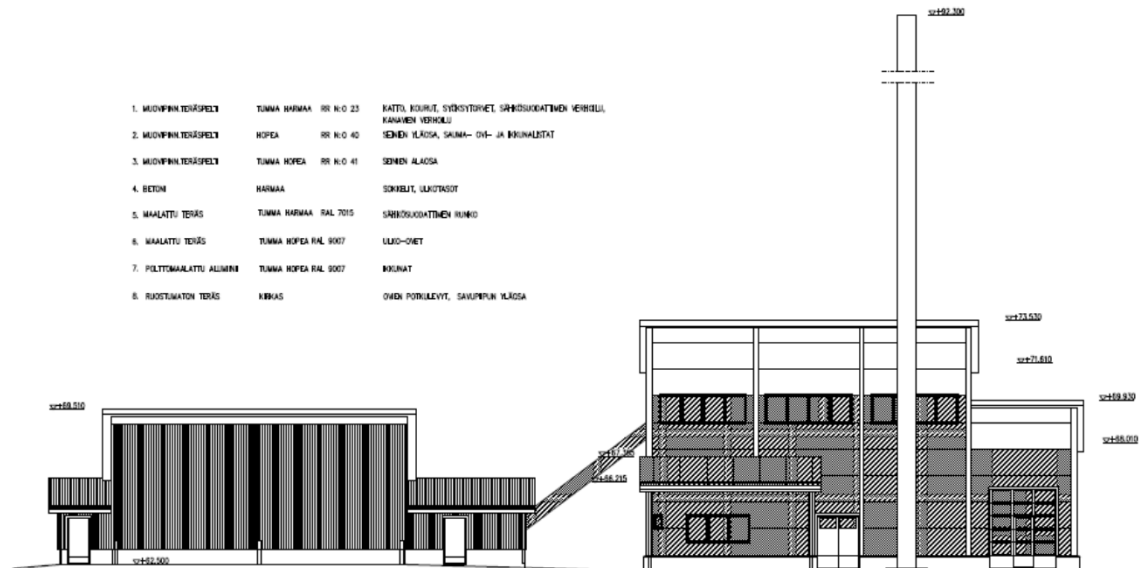 +92.300
1. MUOVIPINN.TERÄSPELTI TUMMA HARMAA RR N:O 23 KATTO, KOURUT, SYÖKSYTORVET, SÄHKÖSUODATTIMEN VERHOILU,
KANAVIEN VERHOILU
2. MUOVIPINN.TERÄSPELTI HOPEA RR N:O 40 SEINIEN YLÄOSA, SAUMA- OVI- JA IKKUNALISTAT
3. MUOVIPINN.TERÄSPELTI TUMMA HOPEA RR N:O 41 SEINIEN ALAOSA
4. BETONI HARMAA SOKKELIT, ULKOTASOT
5. MAALATTU TERÄS TUMMA HARMAA RAL 7015 SÄHKÖSUODATTIMEN RUNKO
6. MAALATTU TERÄS TUMMA HOPEA RAL 9007 ULKO-OVET
7. POLTTOMAALATTU ALUMIINI TUMMA HOPEA RAL 9007 IKKUNAT
8. RUOSTUMATON TERÄS KIRKAS OVIEN POTKULEVYT, SAVUPIIPUN YLÄOSA
+73.530
+71.610
+69.930
+69.510
+68.010
+66.215
+62.500